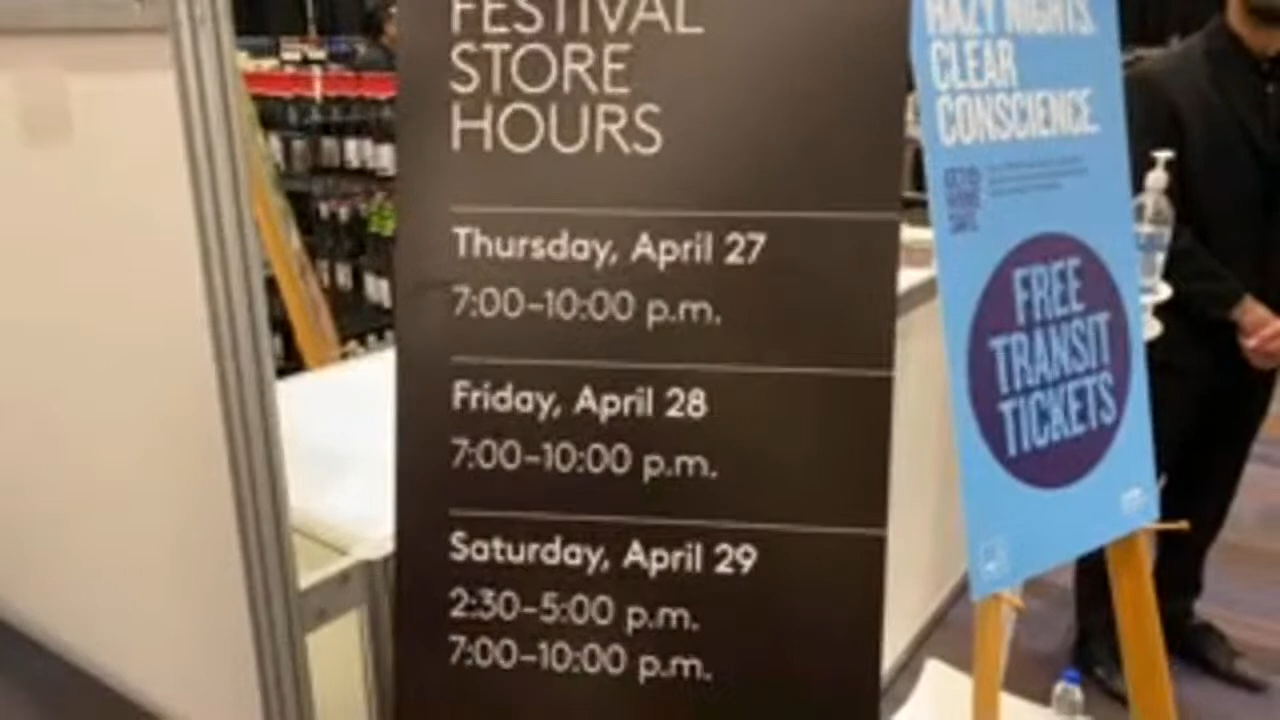 FESTIVAL
STORE
HOURS
Thursday, April 27
7:00–10:00 p.m.
Friday, April 28
7:00–10:00 p.m.
Saturday, April 29
2:30–5:00 p.m.
7:00–10:00 p.m.
HAZY NIGHTS.
CLEAR
CONSCIENCE.
FREE
TRANSIT
TICKETS